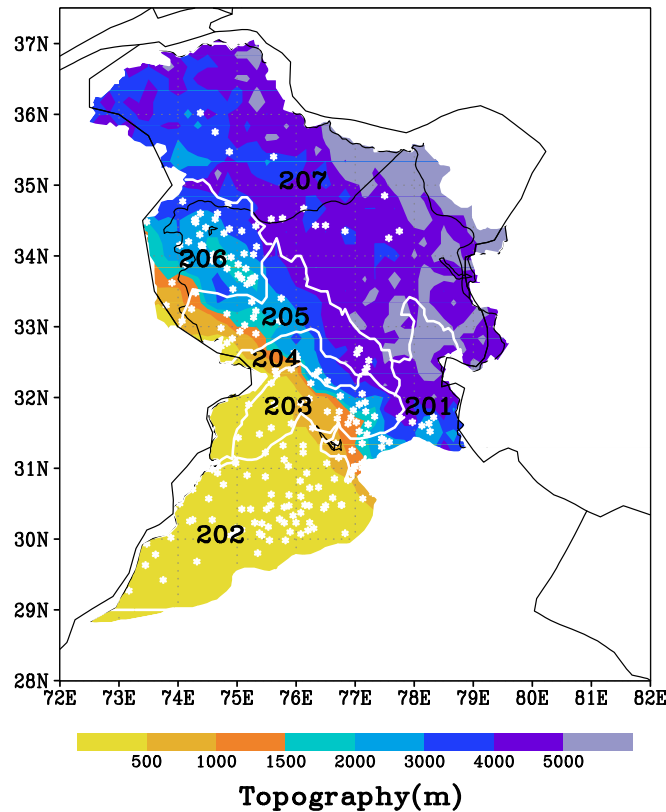 37N
36N
35N
207
34N
206
33N
205
204
32N
203
201
31N
30N
202
29N
28N
72E 73E 74E 75E 76E 77E 78E 79E 80E 81E 82E
500 1000 1500 2000 3000 4000 5000
Topography(m)